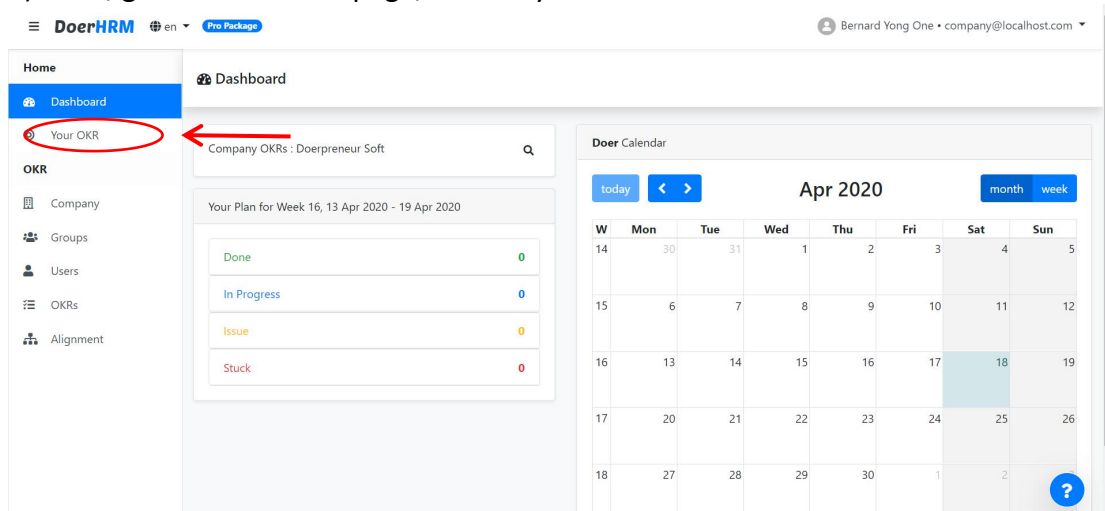 DoerHRM en Pro Package Bernard Yong One • company@localhost.com
Home
Dashboard
Your OKR
OKR
Company
Groups
Users
OKRs
Alignment
Dashboard
Company OKRs : Doerpreneur Soft
Your Plan for Week 16, 13 Apr 2020 - 19 Apr 2020
Done 0
In Progress 0
Issue 0
Stuck 0
Doer Calendar
today < > Apr 2020 month week
W Mon Tue Wed Thu Fri Sat Sun
14 30 31 1 2 3 4 5
15 6 7 8 9 10 11 12
16 13 14 15 16 17 18 19
17 20 21 22 23 24 25 26
18 27 28 29 30 1 2
?